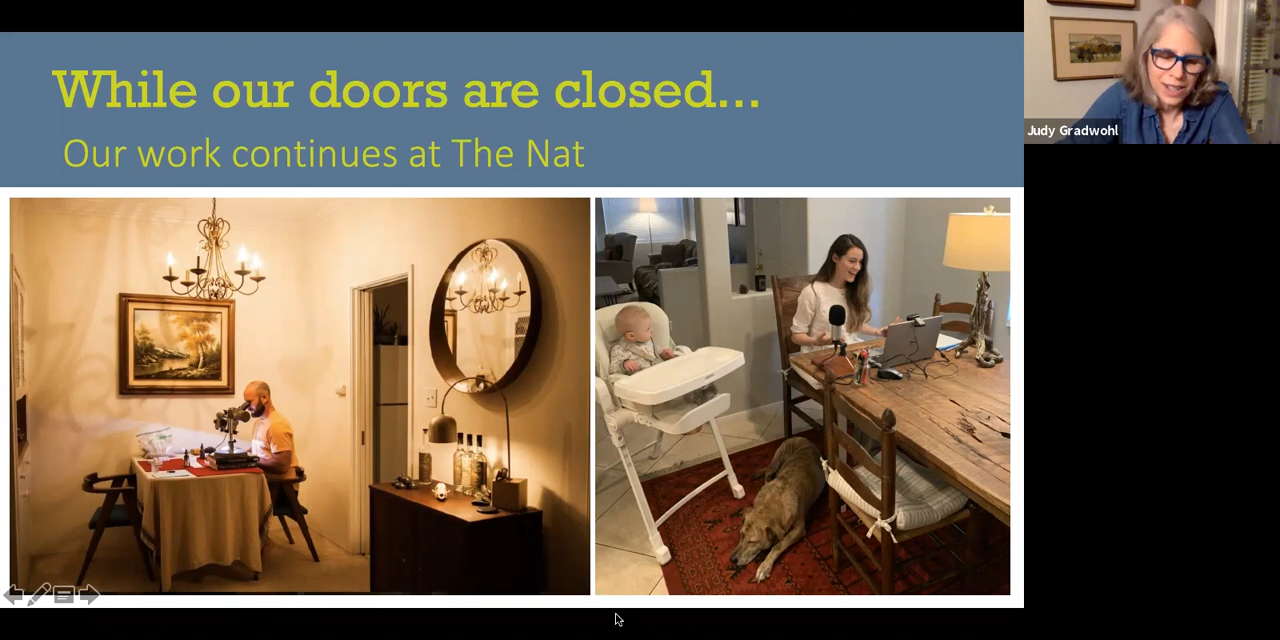 While our doors are closed...
Our work continues at The Nat
Judy Gradwohl